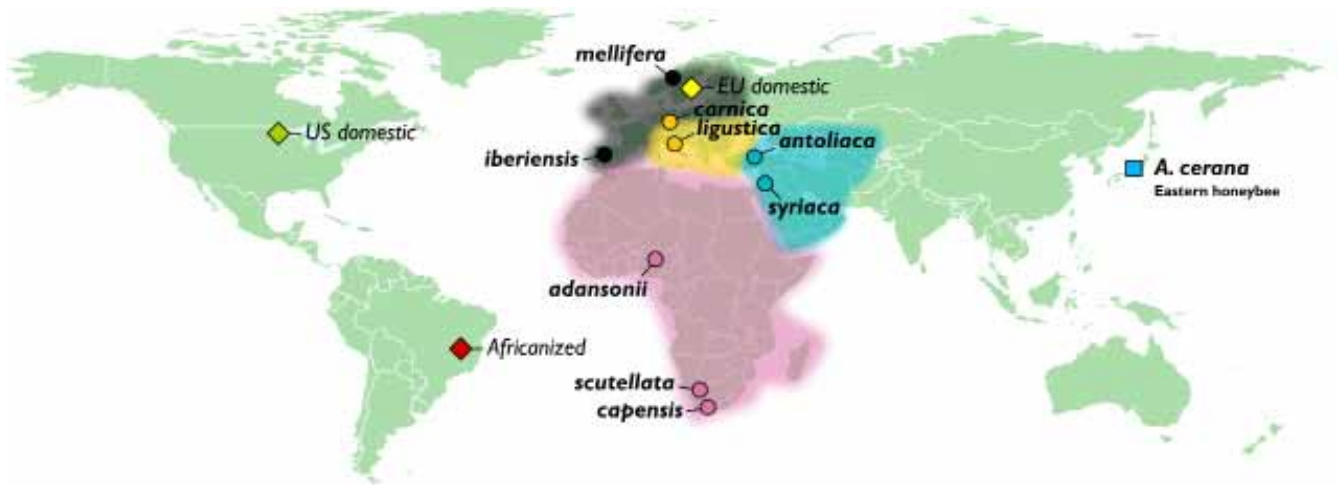 mellifera
EU domestic
carnica
US domestic
ligustica
antoliaca
iberiensis
A. cerana
Eastern honeybee
syriaca
adansonii
Africanized
scutellata
capensis